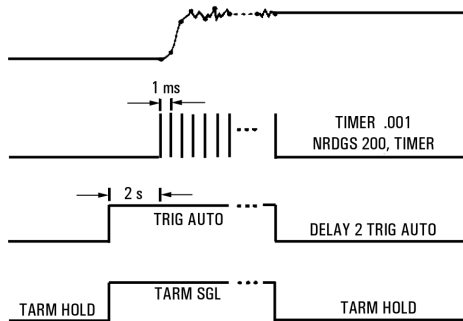 1 ms
TIMER .001
NRDGS 200, TIMER
2 s
TRIG AUTO
DELAY 2 TRIG AUTO
TARM HOLD
TARM SGL
TARM HOLD